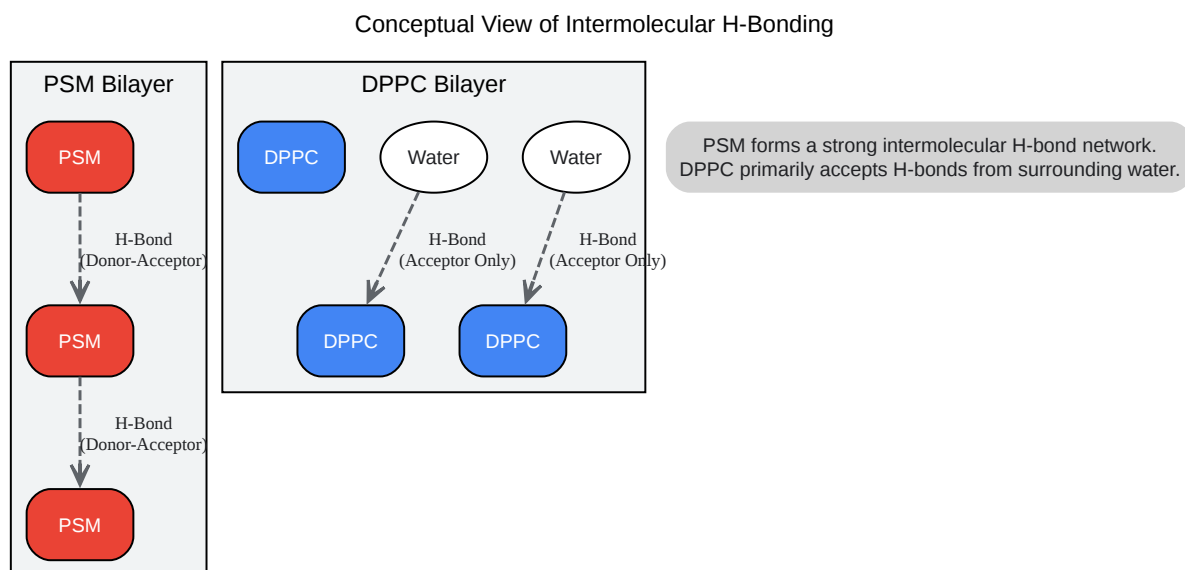 Conceptual View of Intermolecular H-Bonding
PSM Bilayer
PSM
H-Bond
(Donor-Acceptor)
PSM
H-Bond
(Donor-Acceptor)
PSM
DPPC Bilayer
DPPC
Water
Water
H-Bond
(Acceptor Only)
H-Bond
(Acceptor Only)
DPPC
DPPC
PSM forms a strong intermolecular H-bond network.
DPPC primarily accepts H-bonds from surrounding water.